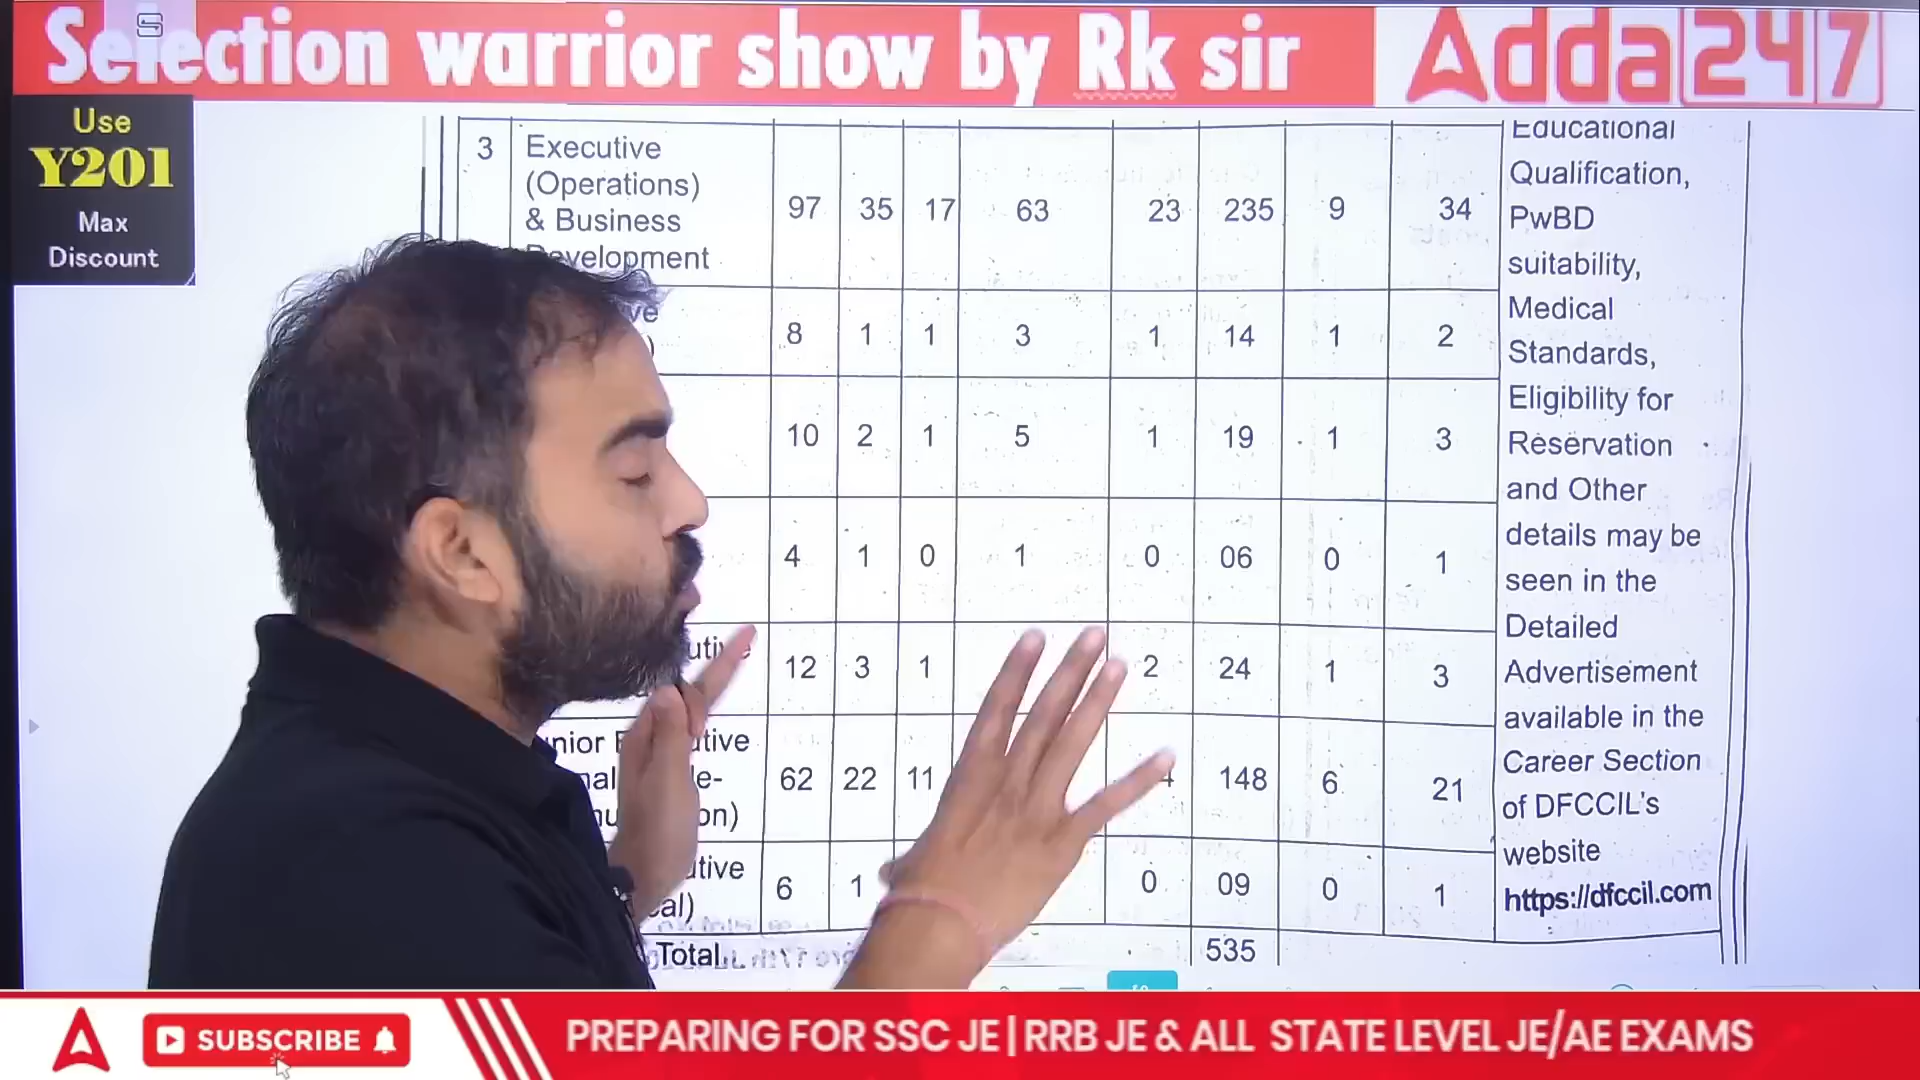 Selection warrior show by Rk sir
Adda247
Use
Y201
Max
Discount
3 Executive (Operations) & Business Development 97 35 17 63 23 235 9 34
8 1 1 3 1 14 1 2
10 2 1 5 1 19 1 3
4 1 0 1 0 06 0 1
12 3 1 2 24 1 3
62 22 11 148 6 21
6 1 0 09 0 1
Total 535
Educational
Qualification,
PwBD
suitability,
Medical
Standards,
Eligibility for
Reservation
and Other
details may be
seen in the
Detailed
Advertisement
available in the
Career Section
of DFCCIL's
website
https://dfccil.com
SUBSCRIBE
PREPARING FOR SSC JE | RRB JE & ALL STATE LEVEL JE/AE EXAMS